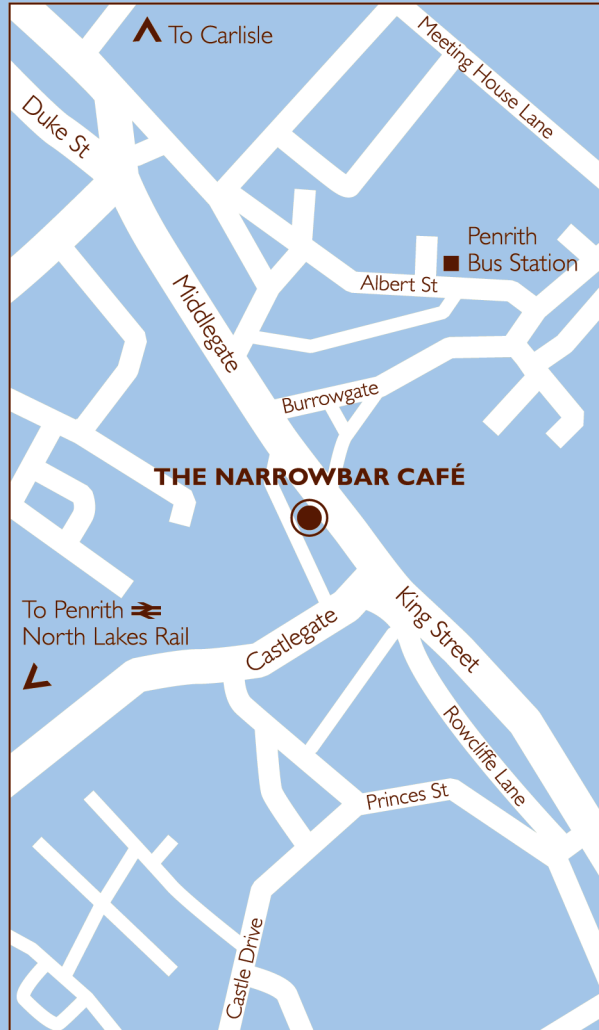 To Carlisle
Meeting House Lane
Duke St
Penrith
Bus Station
Albert St
Middlegate
Burrowgate
THE NARROWBAR CAFÉ
To Penrith
North Lakes Rail
Castlegate
King Street
Rowcliffe Lane
Princes St
Castle Drive